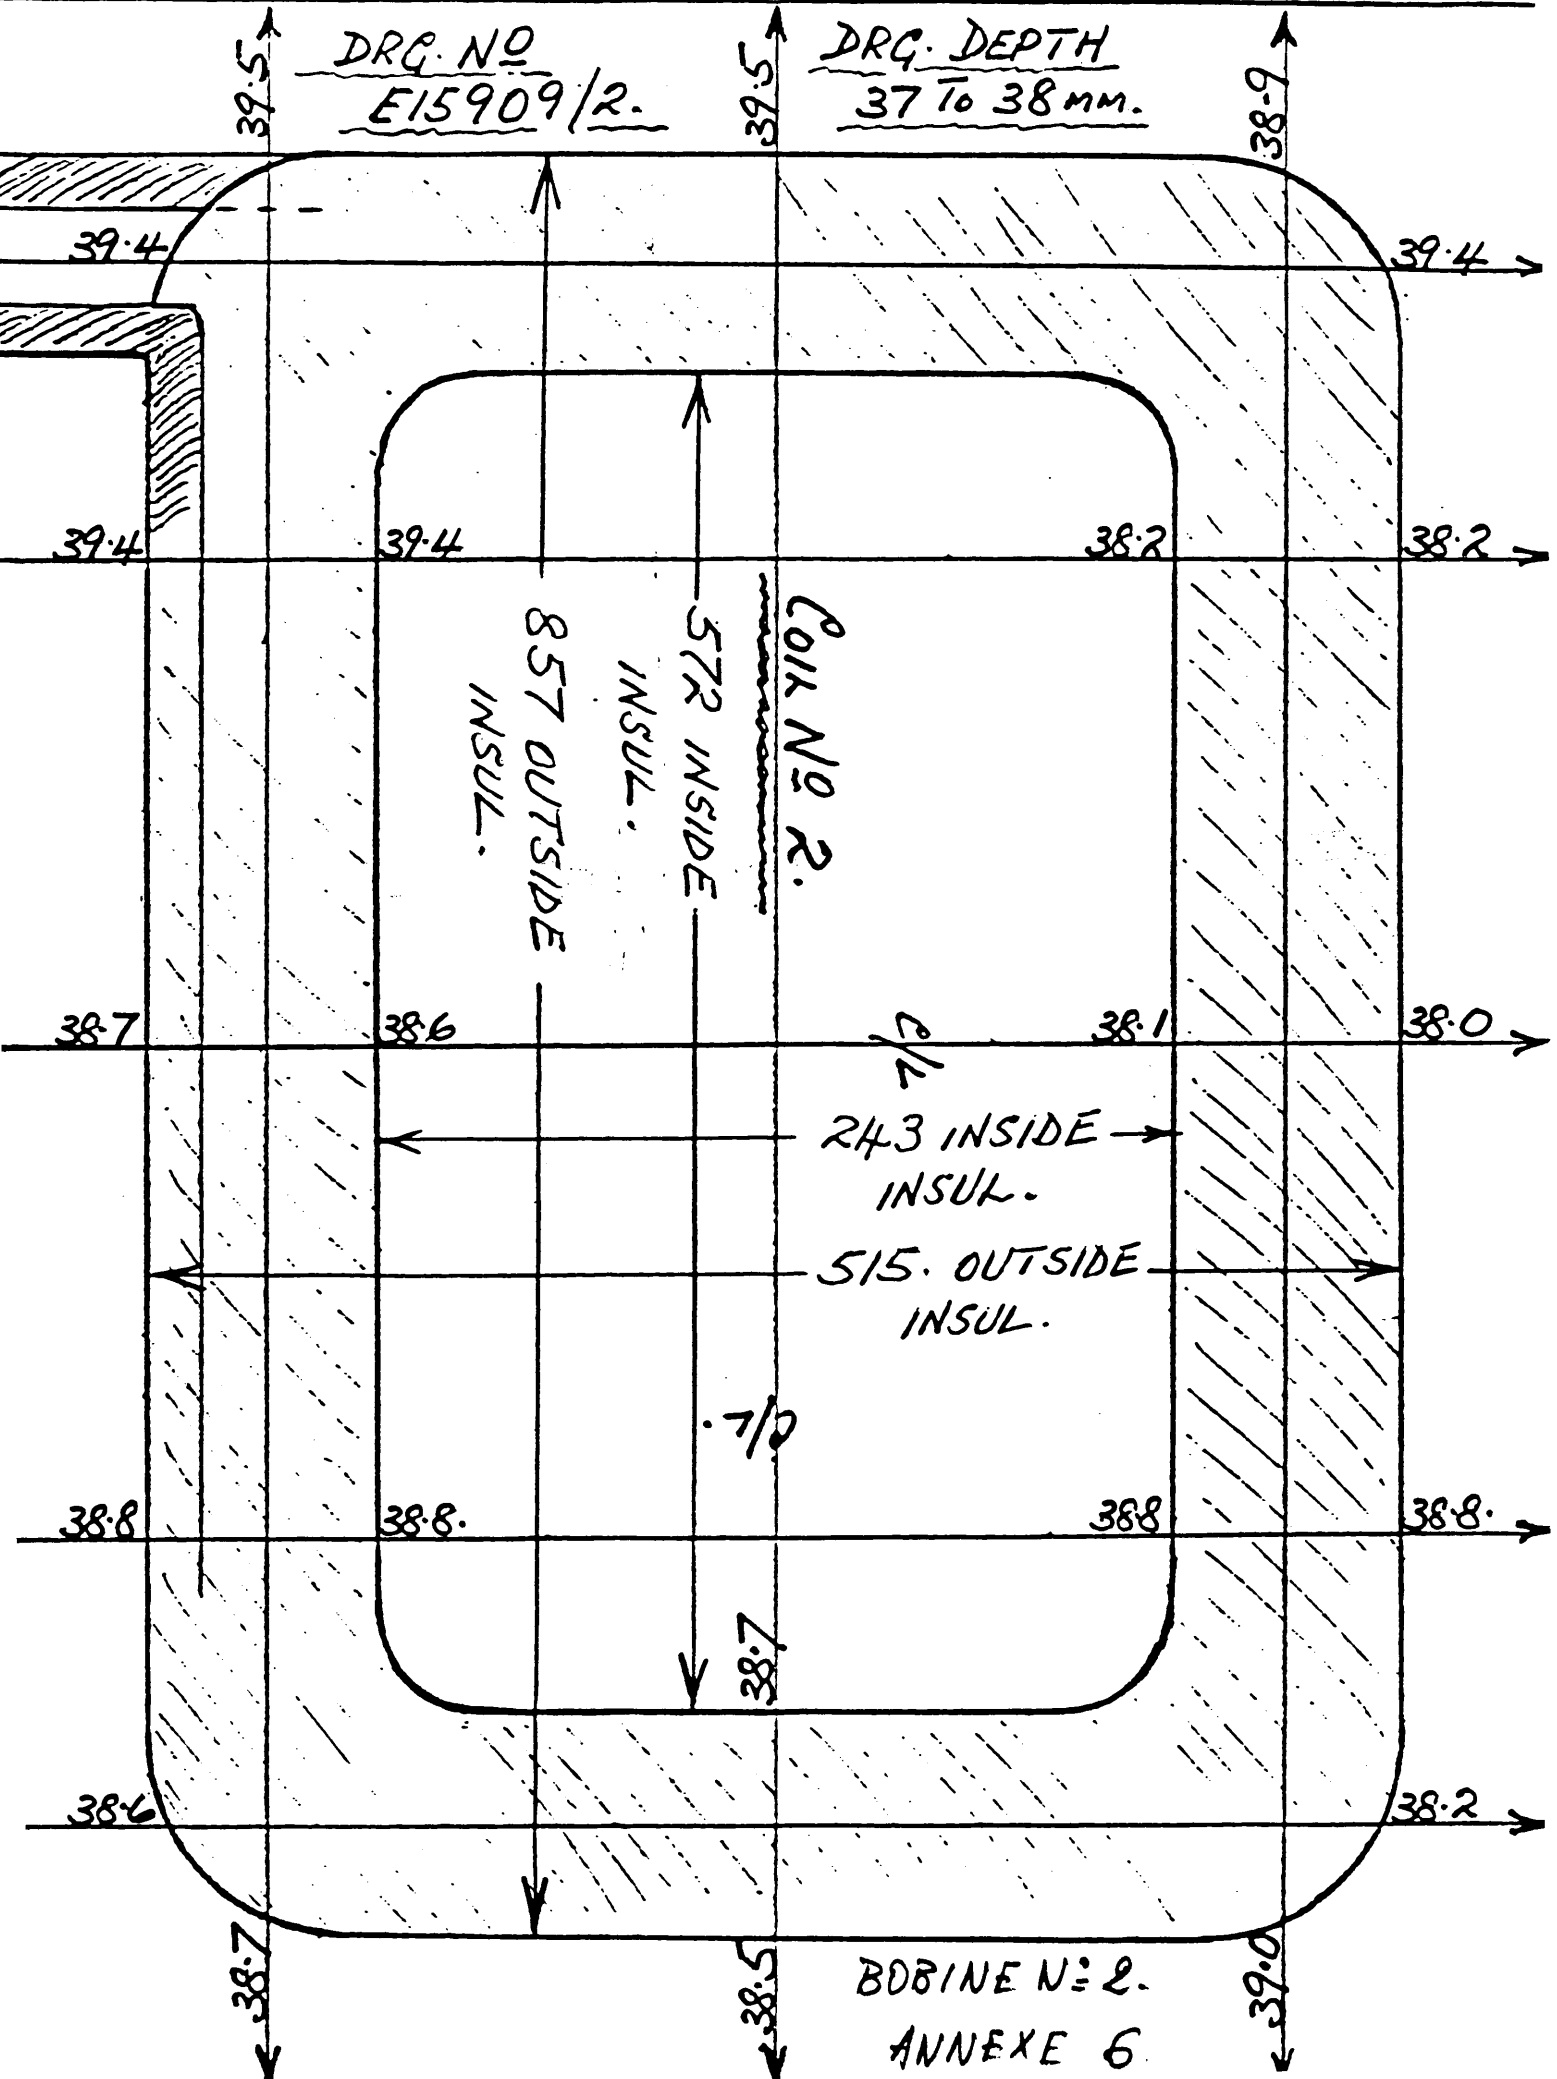 DRG. Nº
E15909/2.
DRG. DEPTH
37 To 38 mm.
39.5
39.5
38.9
39.4
39.4
39.4
39.4
38.2
38.2
COIL Nº 2.
572 INSIDE
INSUL.
857 OUTSIDE
INSUL.
38.7
38.6
38.1
38.0
C/L
243 INSIDE
INSUL.
515. OUTSIDE
INSUL.
C/L.
38.8
38.8.
38.8
38.8.
38.7
38.6
38.2
38.7
38.5
39.0
BOBINE Nº 2.
ANNEXE 6